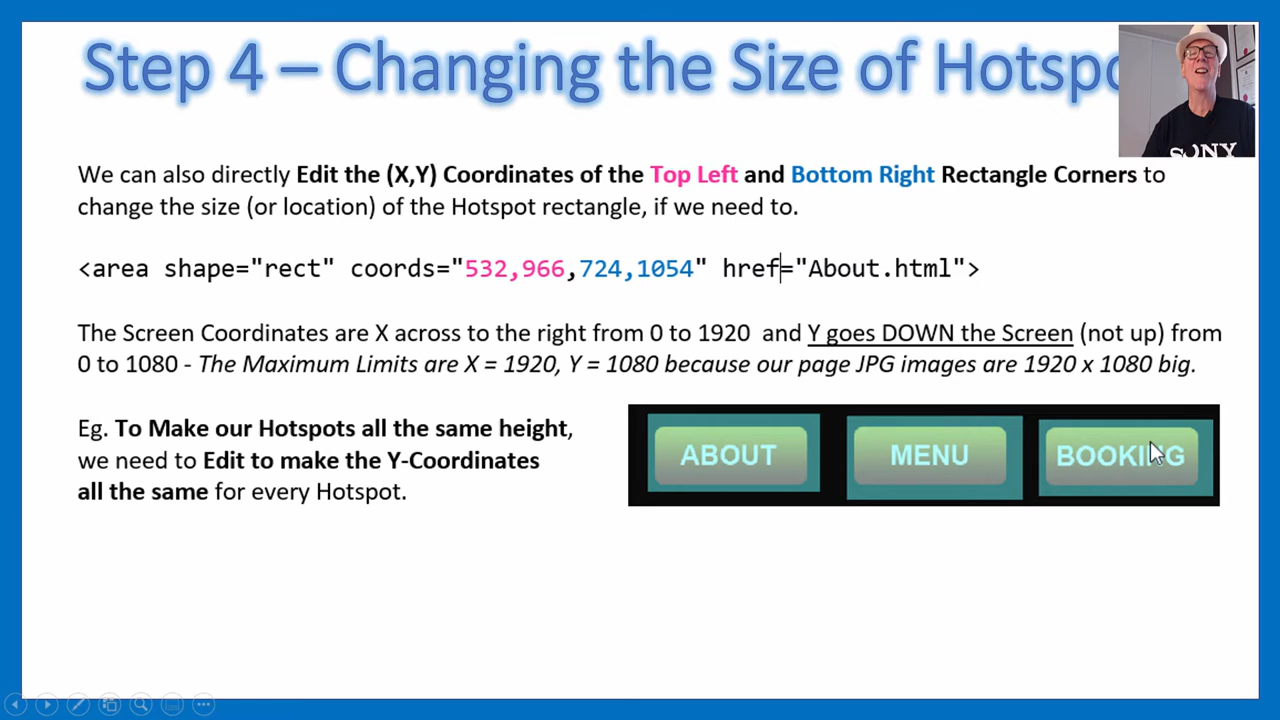 Step 4 – Changing the Size of Hotspo
SONY
We can also directly Edit the (X,Y) Coordinates of the Top Left and Bottom Right Rectangle Corners to
change the size (or location) of the Hotspot rectangle, if we need to.
<area shape="rect" coords="532,966,724,1054" href="About.html">
The Screen Coordinates are X across to the right from 0 to 1920 and Y goes DOWN the Screen (not up) from
0 to 1080 - The Maximum Limits are X = 1920, Y = 1080 because our page JPG images are 1920 x 1080 big.
Eg. To Make our Hotspots all the same height,
we need to Edit to make the Y-Coordinates
all the same for every Hotspot.
ABOUT MENU BOOKING